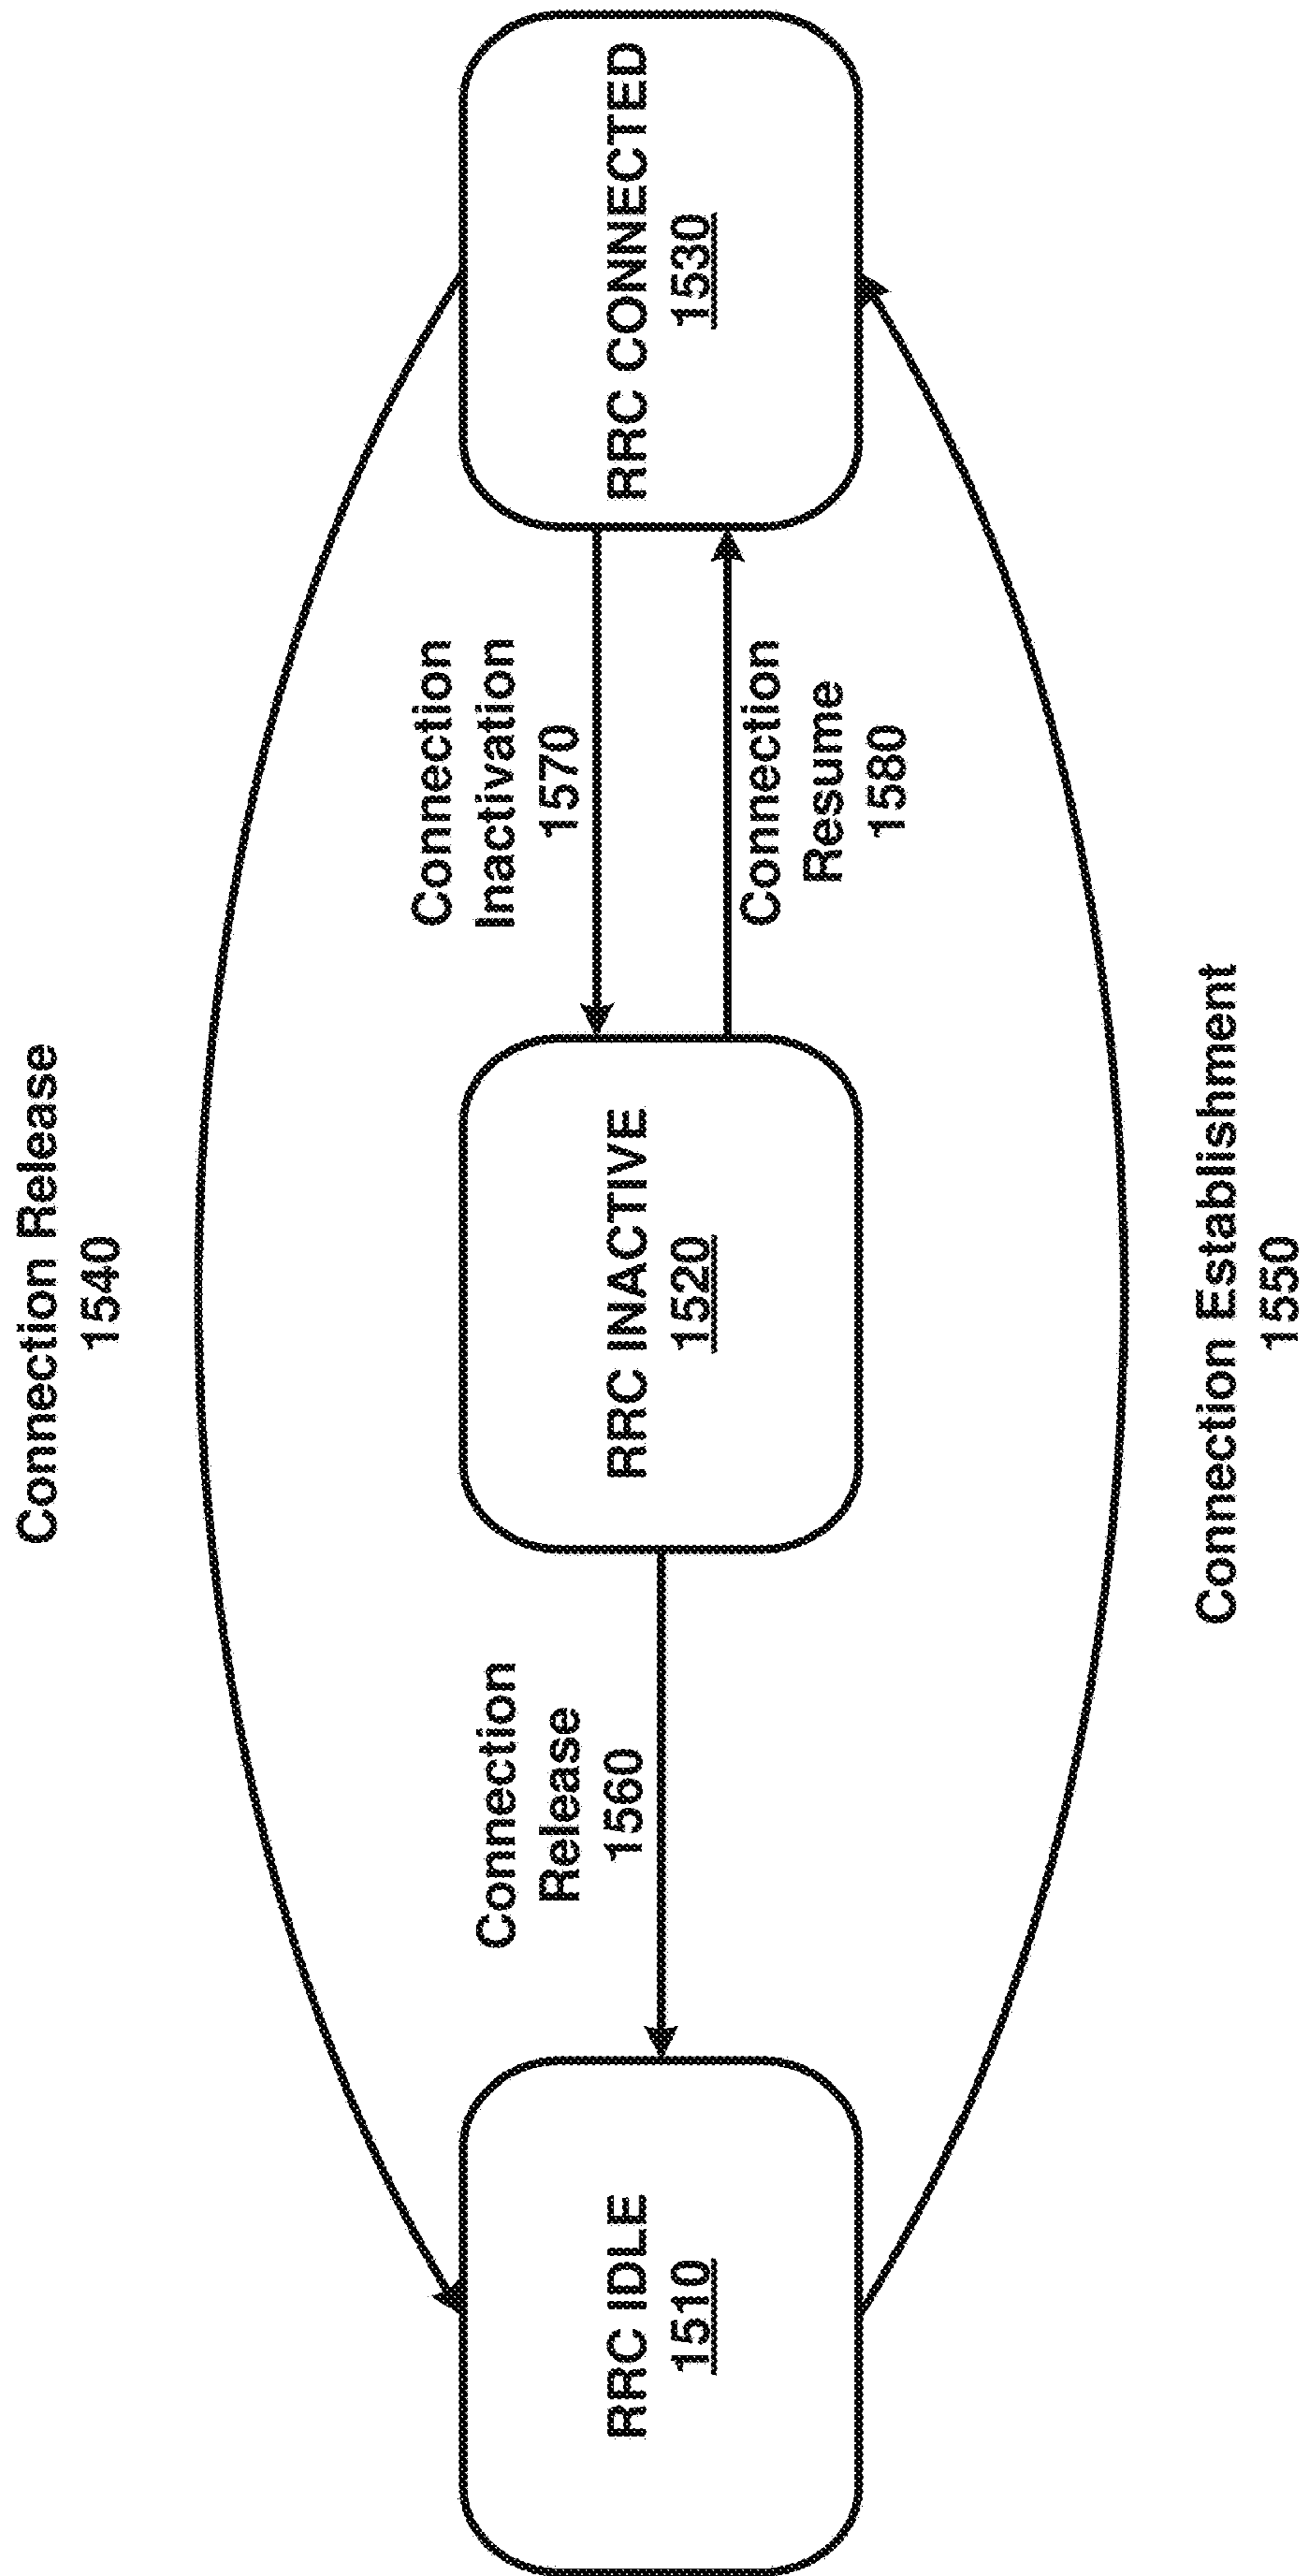 Connection Release
1540
Connection
Release
1560
Connection
Inactivation
1570
RRC IDLE
1510
RRC INACTIVE
1520
RRC CONNECTED
1530
Connection
Resume
1580
Connection Establishment
1550